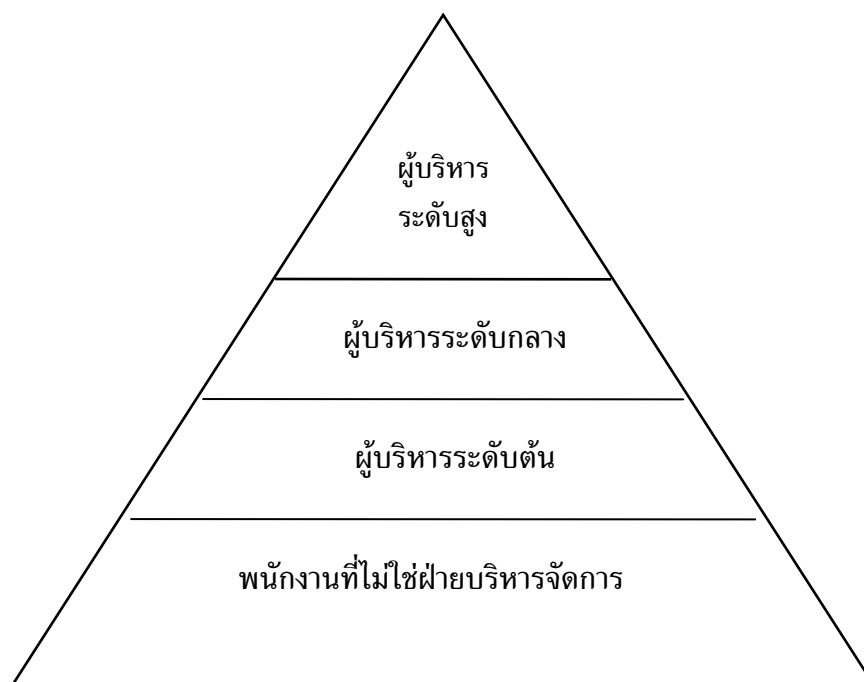 ผู้บริหาร
ระดับสูง
ผู้บริหารระดับกลาง
ผู้บริหารระดับต้น
พนักงานที่ไม่ใช่ฝ่ายบริหารจัดการ